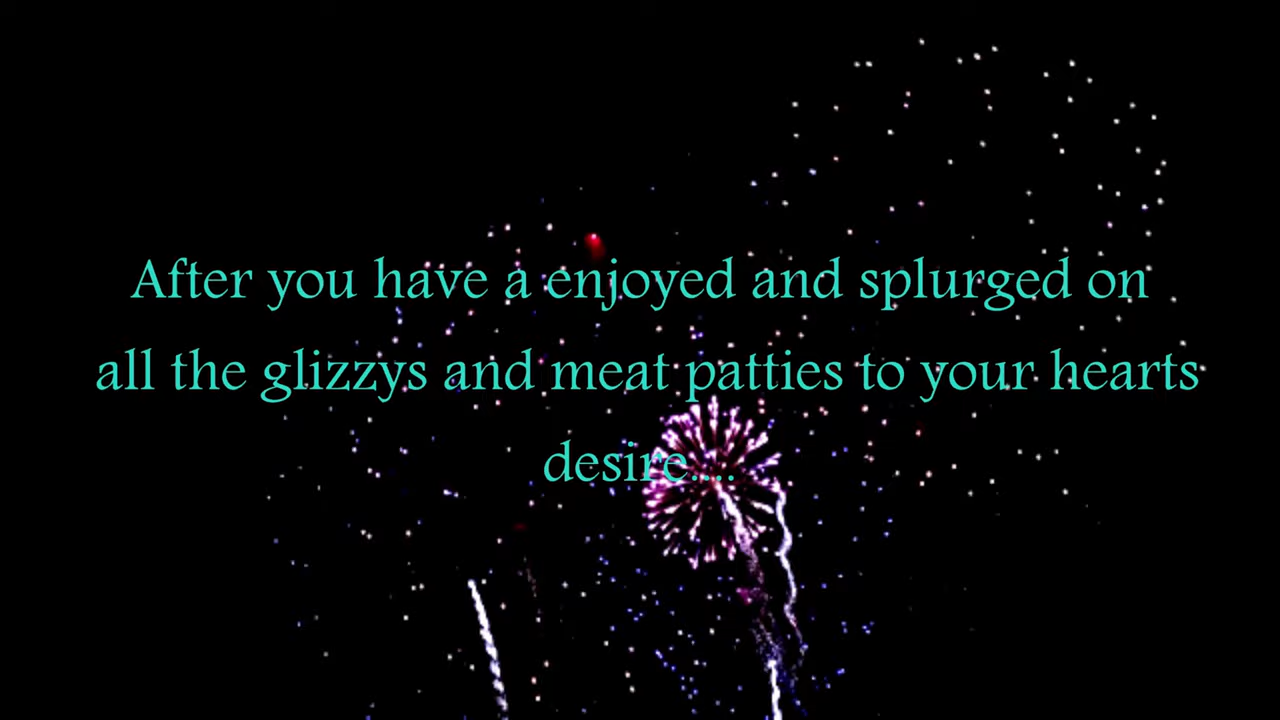 After you have a enjoyed and splurged on
all the glizzys and meat patties to your hearts
desire....